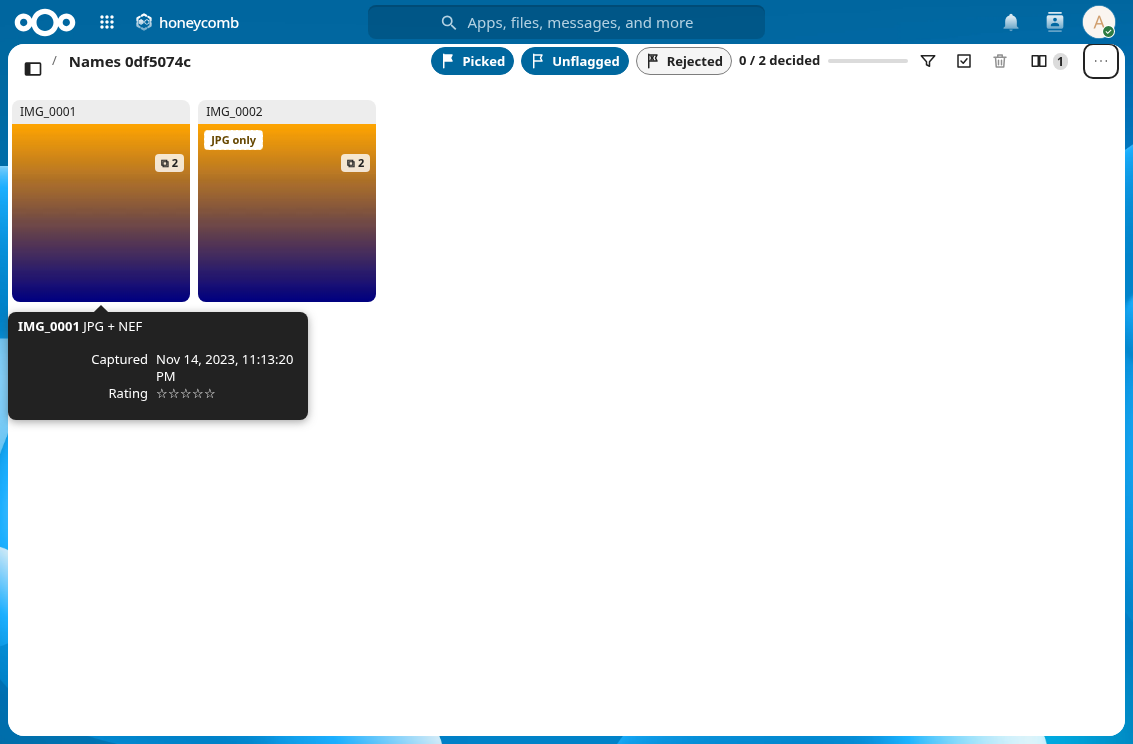 honeycomb
Apps, files, messages, and more
A
/ Names 0df5074c
Picked
Unflagged
Rejected
0 / 2 decided
1
IMG_0001
IMG_0002
JPG only
2
2
IMG_0001 JPG + NEF
Captured Nov 14, 2023, 11:13:20
PM
Rating ☆☆☆☆☆